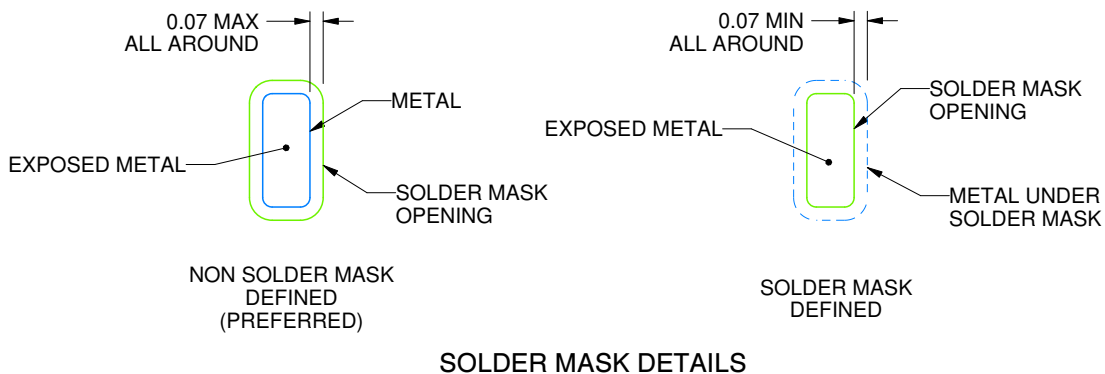 0.07 MAX
ALL AROUND
METAL
EXPOSED METAL
SOLDER MASK
OPENING
NON SOLDER MASK
DEFINED
(PREFERRED)
0.07 MIN
ALL AROUND
SOLDER MASK
OPENING
EXPOSED METAL
METAL UNDER
SOLDER MASK
SOLDER MASK
DEFINED
SOLDER MASK DETAILS